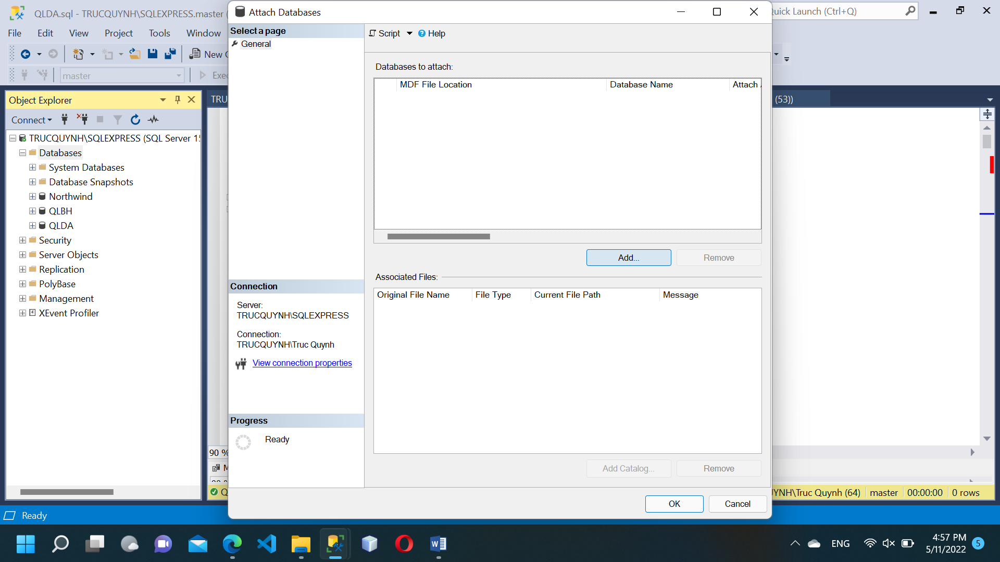 QLDA.sql - TRUCQUYNH\SQLEXPRESS.master (
Attach Databases
Quick Launch (Ctrl+Q)
File Edit View Project Tools Window
New
master
Exec
Select a page
General
Script
Help
Databases to attach:
MDF File Location
Database Name
Attach
Add...
Remove
Associated Files:
Original File Name
File Type
Current File Path
Message
Add Catalog...
Remove
OK
Cancel
Connection
Server:
TRUCQUYNH\SQLEXPRESS
Connection:
TRUCQUYNH\Truc Quynh
View connection properties
Progress
Ready
Object Explorer
Connect
TRUCQUYNH\SQLEXPRESS (SQL Server 15
Databases
System Databases
Database Snapshots
Northwind
QLBH
QLDA
Security
Server Objects
Replication
PolyBase
Management
XEvent Profiler
TRU
(53))
90 %
M
Q
YNH\Truc Quynh (64) master 00:00:00 0 rows
Ready
ENG
4:57 PM
5/11/2022
5